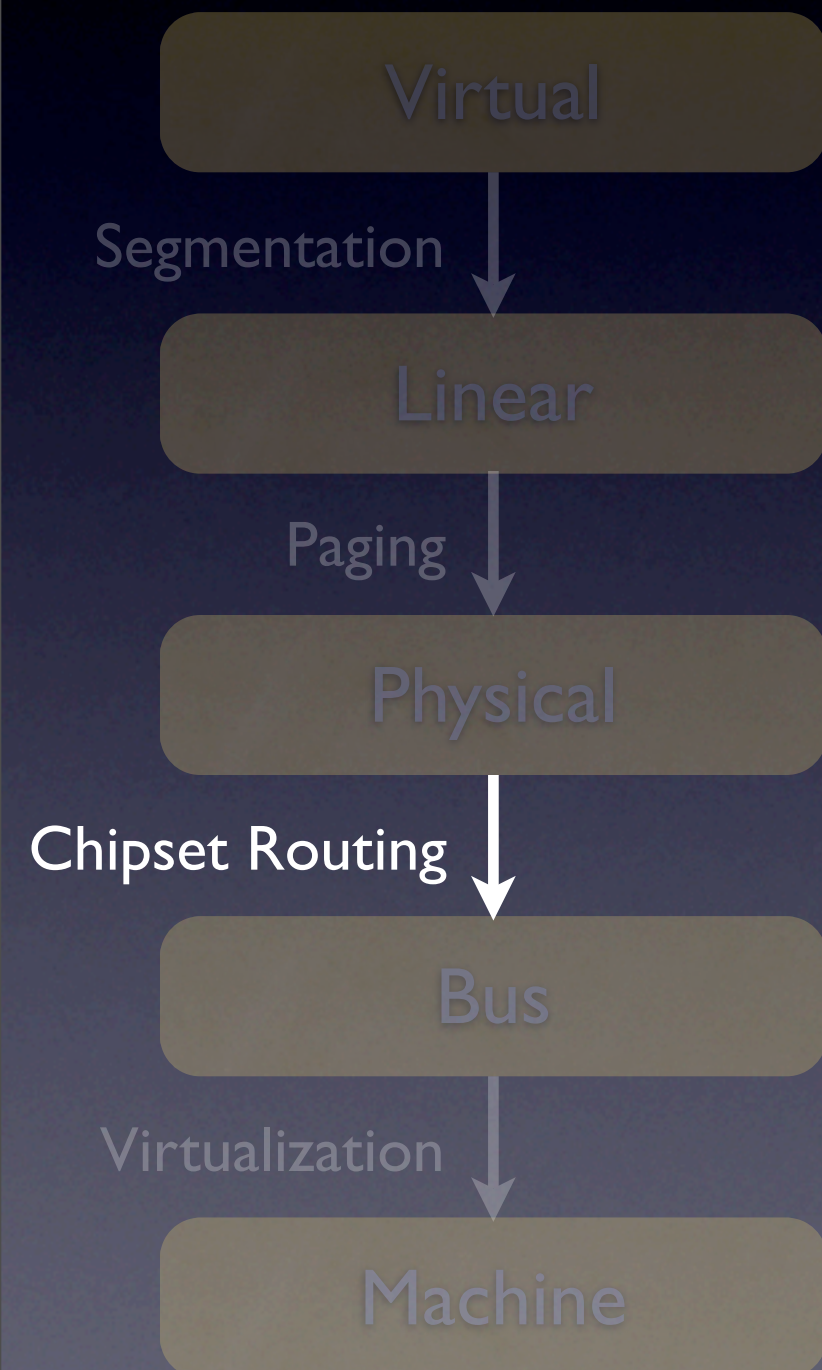 Virtual
Segmentation
Linear
Paging
Physical
Chipset Routing
Bus
Virtualization
Machine